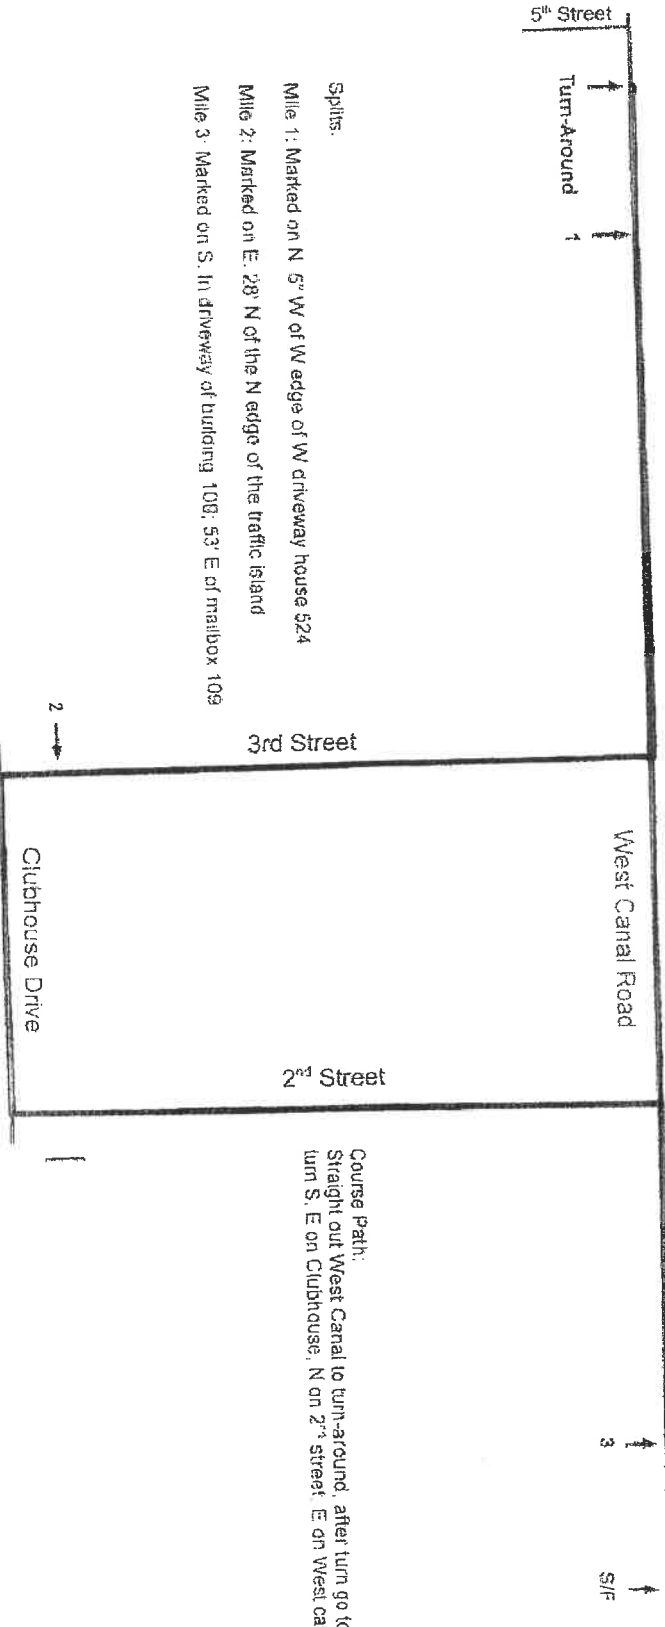 5th Street
Turn-Around
1
Splits:
Mile 1: Marked on N. 5" W of W edge of W driveway house 524
Mile 2: Marked on E. 28' N of the N edge of the traffic island
Mile 3: Marked on S. In driveway of building 108; 53' E of mailbox 109
2
3rd Street
West Canal Road
Clubhouse Drive
2nd Street
Course Path:
Straight out West Canal to turn-around, after turn go to
turn S, E on Clubhouse, N on 2nd street, E on West ca
3
S/F